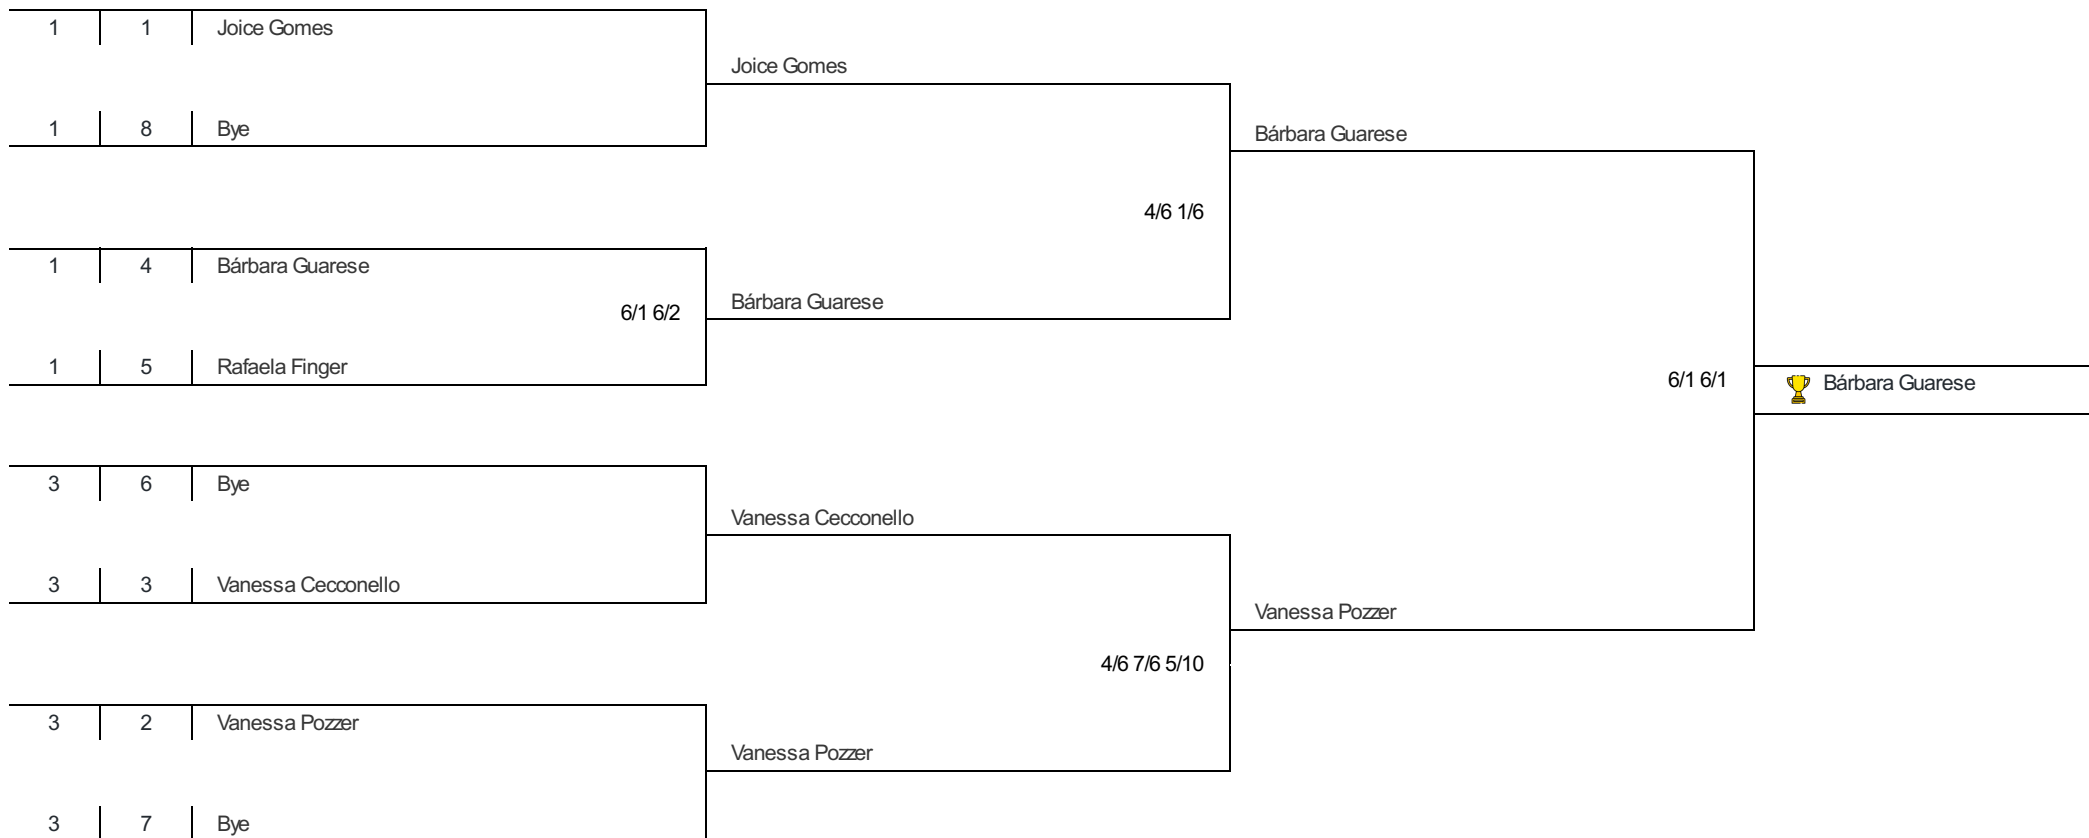 1 1 Joice Gomes
Joice Gomes
1 8 Bye
Bárbara Guarese
4/6 1/6
1 4 Bárbara Guarese
6/1 6/2
Bárbara Guarese
1 5 Rafaela Finger
6/1 6/1
Bárbara Guarese
3 6 Bye
Vanessa Cecconello
3 3 Vanessa Cecconello
Vanessa Pozzer
4/6 7/6 5/10
3 2 Vanessa Pozzer
Vanessa Pozzer
3 7 Bye